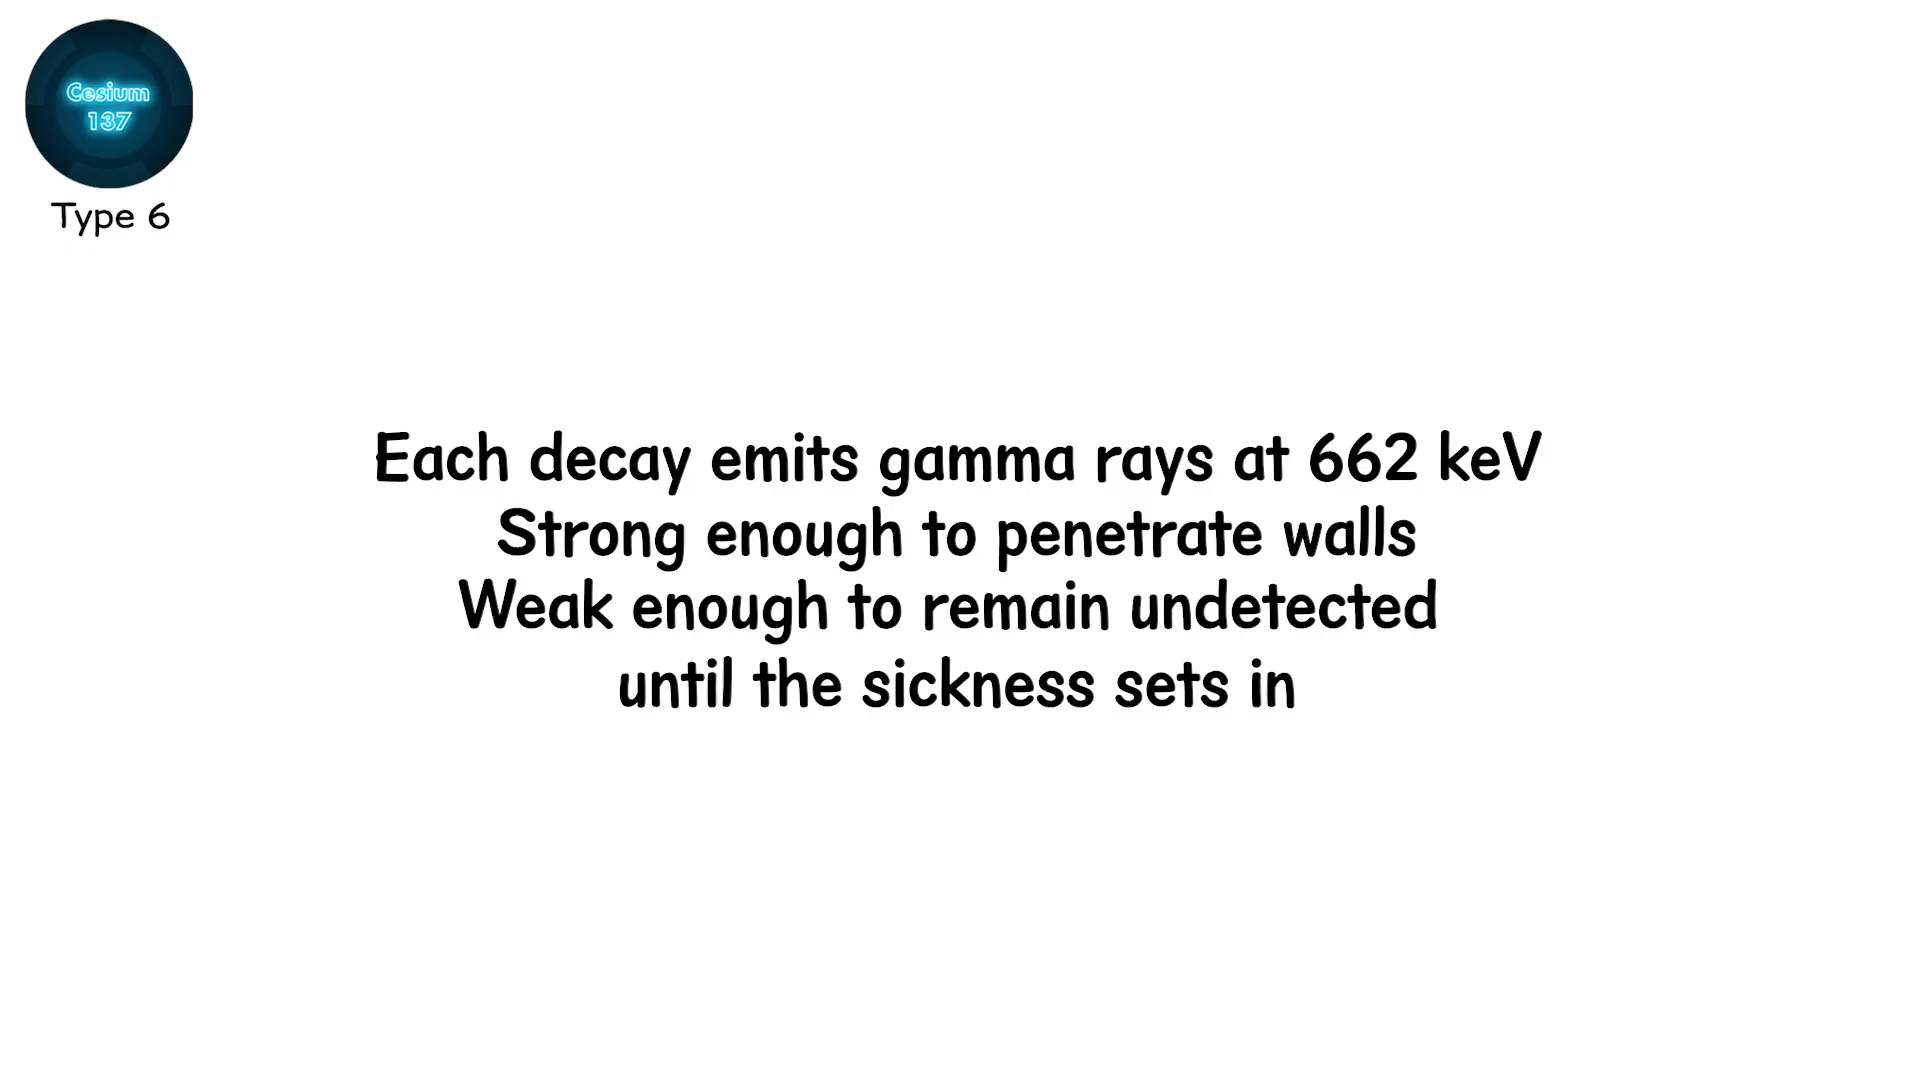 Cesium
137
Type 6
Each decay emits gamma rays at 662 keV
Strong enough to penetrate walls
Weak enough to remain undetected
until the sickness sets in